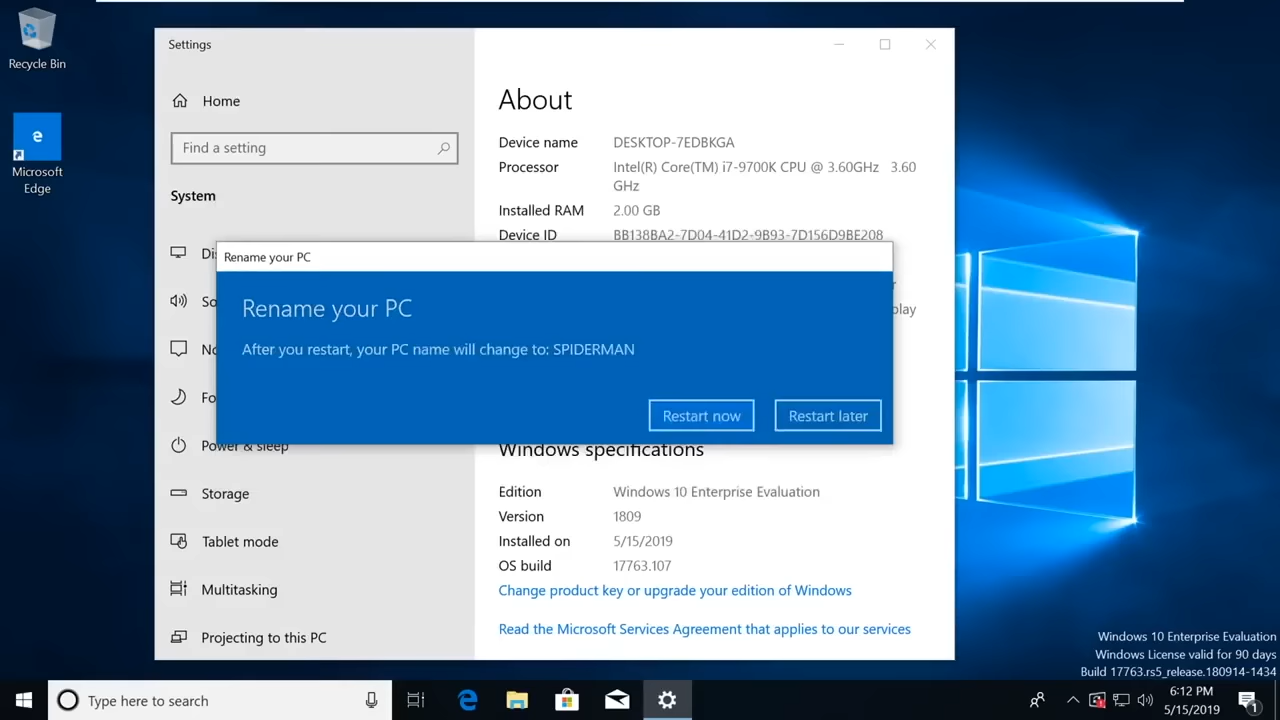 Recycle Bin
Microsoft
Edge
Settings
Home
Find a setting
System
Power & sleep
Storage
Tablet mode
Multitasking
Projecting to this PC
About
Device name DESKTOP-7EDBKGA
Processor Intel(R) Core(TM) i7-9700K CPU @ 3.60GHz 3.60
GHz
Installed RAM 2.00 GB
Device ID BB138BA2-7D04-41D2-9B93-7D156D9BE208
Rename your PC
Rename your PC
After you restart, your PC name will change to: SPIDERMAN
Restart now Restart later
Windows specifications
Edition Windows 10 Enterprise Evaluation
Version 1809
Installed on 5/15/2019
OS build 17763.107
Change product key or upgrade your edition of Windows
Read the Microsoft Services Agreement that applies to our services
Windows 10 Enterprise Evaluation
Windows License valid for 90 days
Build 17763.rs5_release.180914-1434
Type here to search
6:12 PM
5/15/2019
1